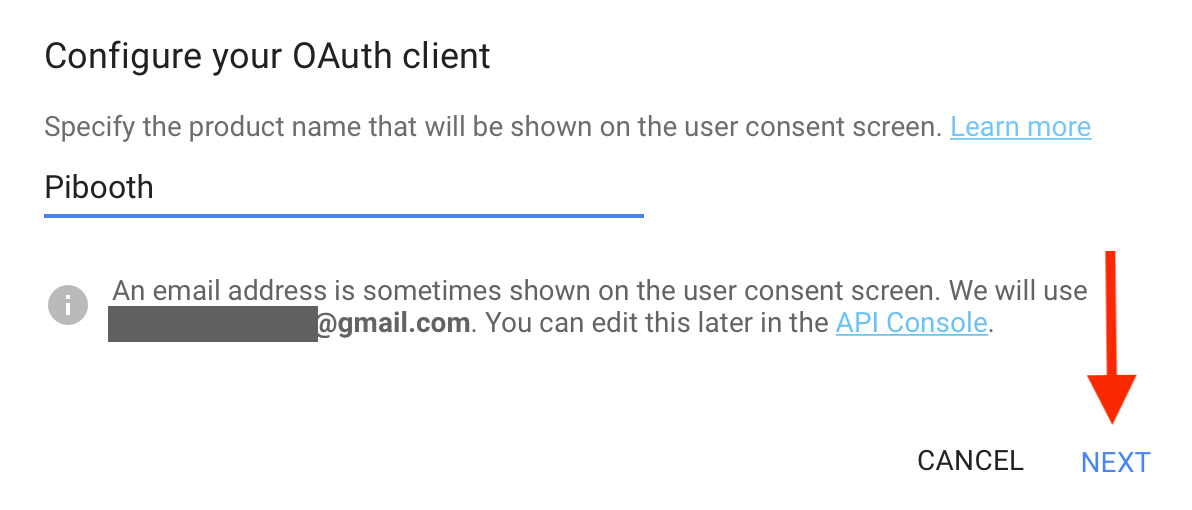 Configure your OAuth client
Specify the product name that will be shown on the user consent screen. Learn more
Pibooth
An email address is sometimes shown on the user consent screen. We will use
@gmail.com. You can edit this later in the API Console.
CANCEL NEXT